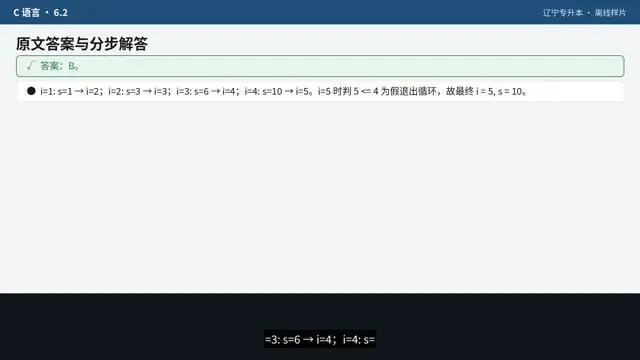 C 语言 • 6.2
辽宁专升本 • 离线样片
原文答案与分步解答
√ 答案：B。
● i=1: s=1 → i=2；i=2: s=3 → i=3；i=3: s=6 → i=4；i=4: s=10 → i=5。i=5 时判 5 <= 4 为假退出循环，故最终 i = 5, s = 10。
=3: s=6 → i=4；i=4: s=